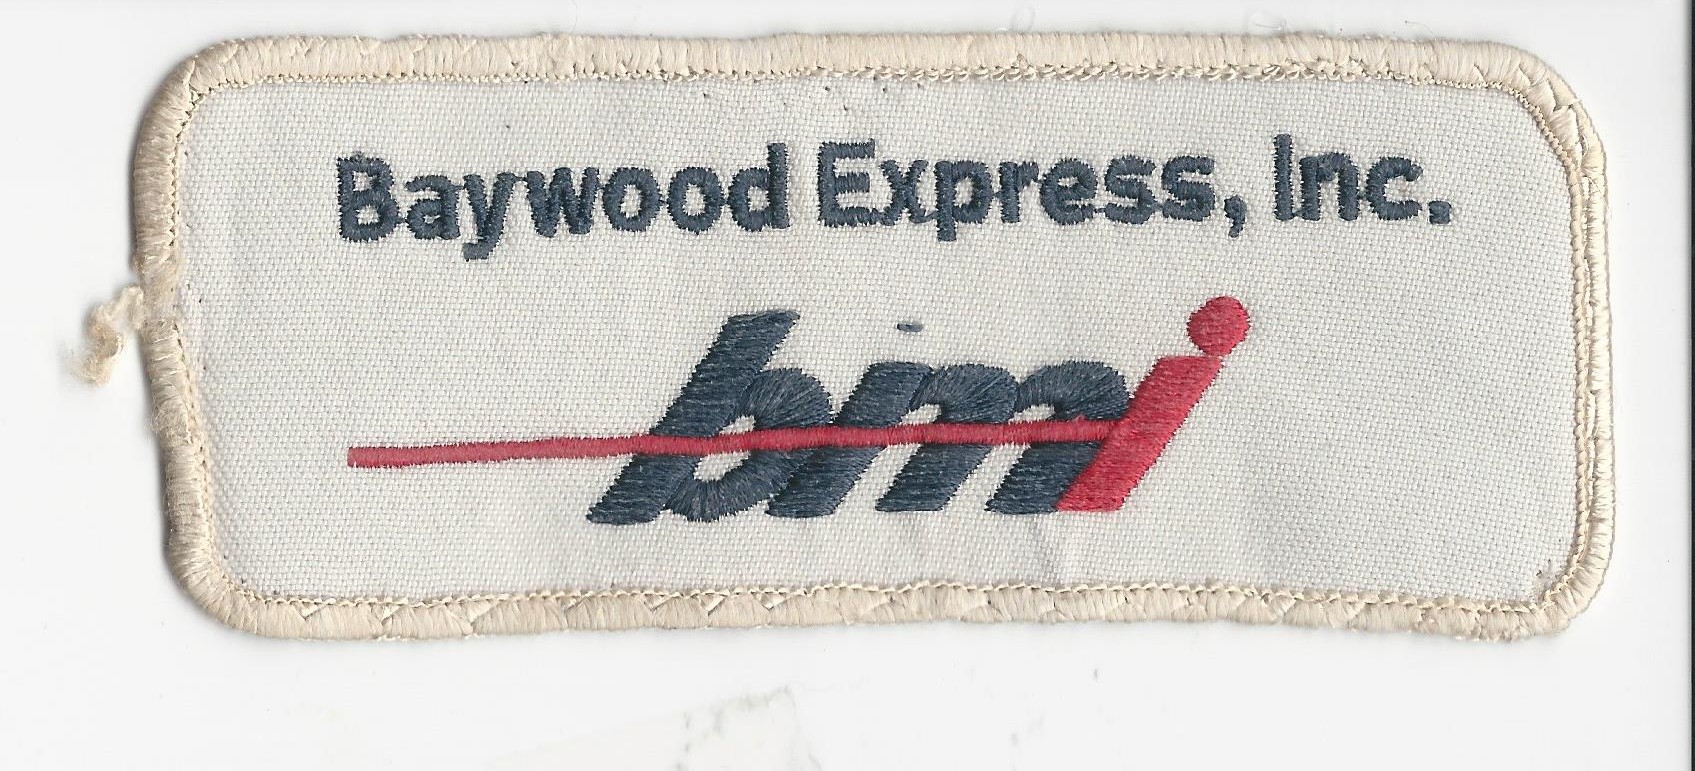 Baywood Express, Inc.
bmi